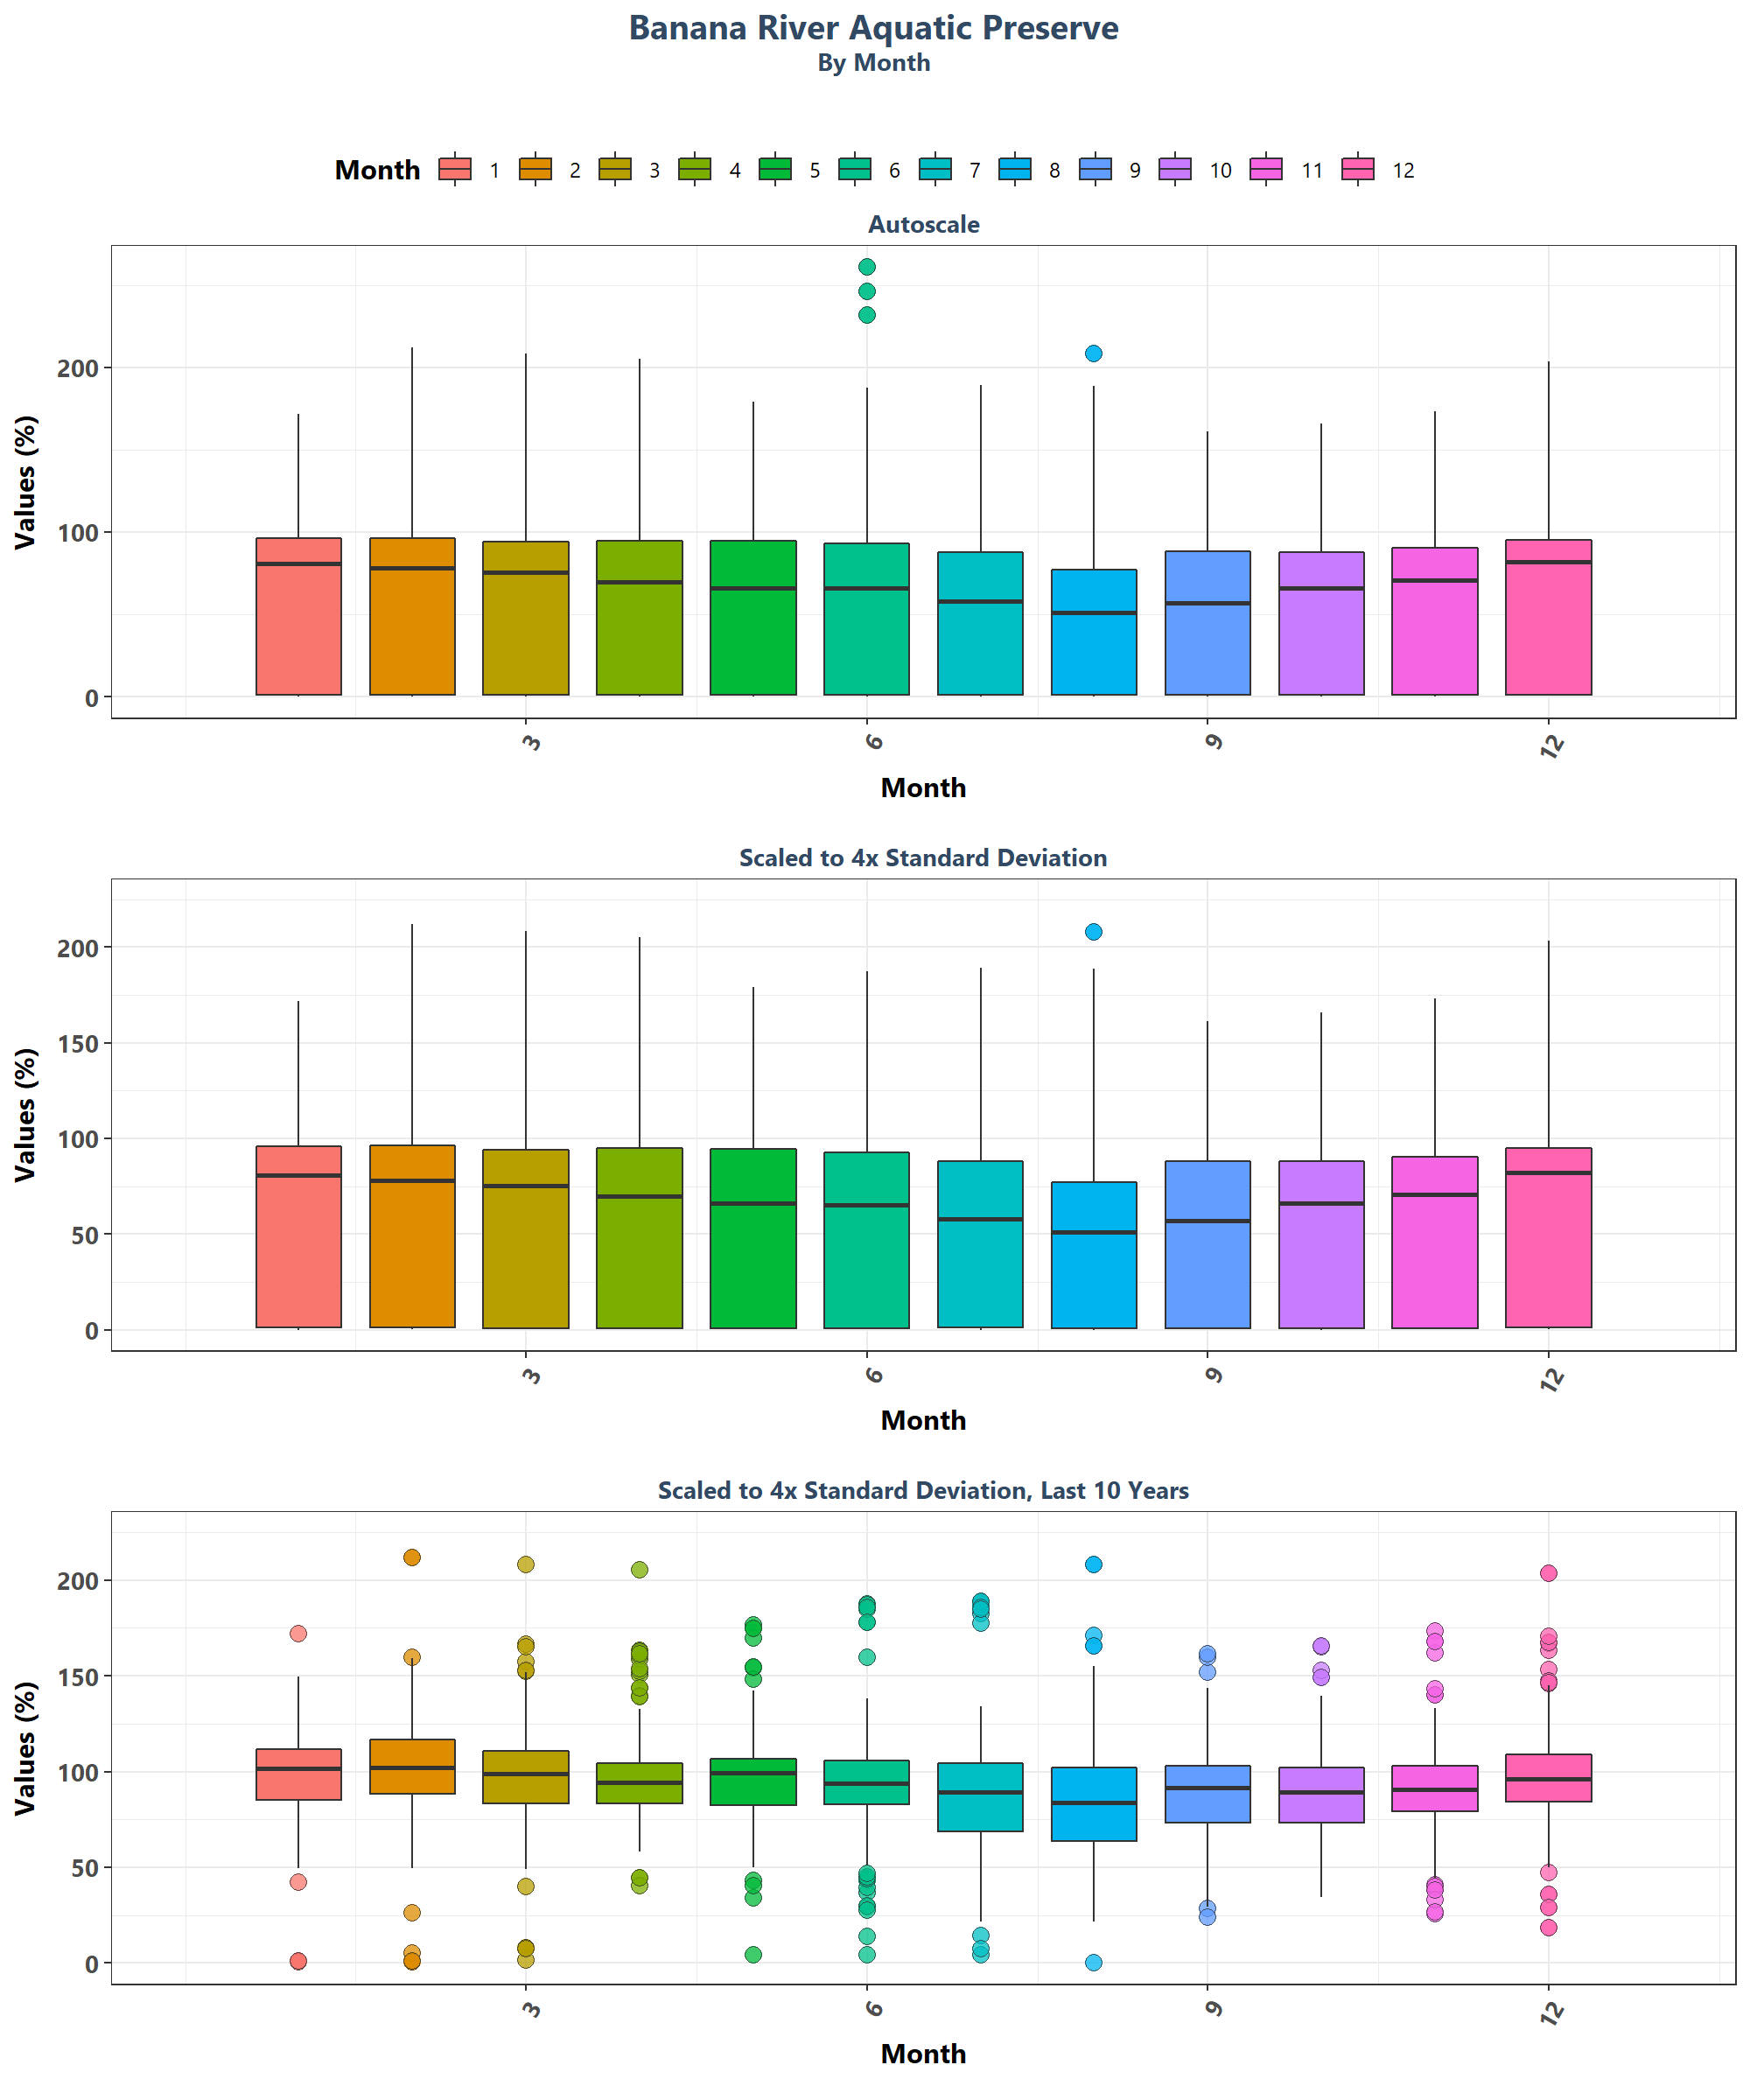 Banana River Aquatic Preserve
By Month
Month 1 2 3 4 5 6 7 8 9 10 11 12
Autoscale
Values (%)
200
100
0
3 6 9 12
Month
Scaled to 4x Standard Deviation
Values (%)
200
150
100
50
0
3 6 9 12
Month
Scaled to 4x Standard Deviation, Last 10 Years
Values (%)
200
150
100
50
0
3 6 9 12
Month